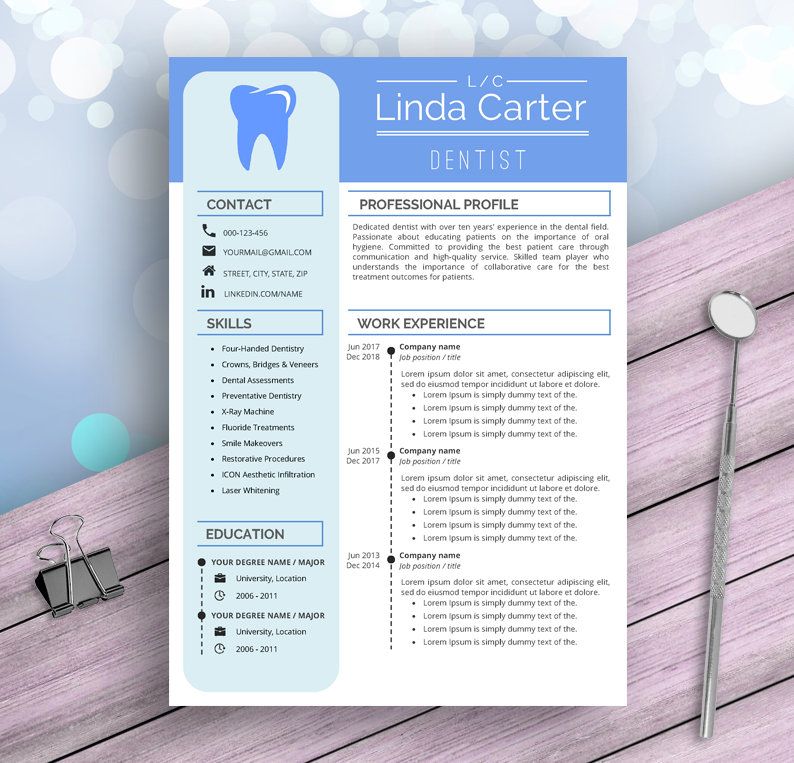 L/C
Linda Carter
DENTIST
CONTACT
000-123-456
YOURMAIL@GMAIL.COM
STREET, CITY, STATE, ZIP
LINKEDIN.COM/NAME
SKILLS
Four-Handed Dentistry
Crowns, Bridges & Veneers
Dental Assessments
Preventative Dentistry
X-Ray Machine
Fluoride Treatments
Smile Makeovers
Restorative Procedures
ICON Aesthetic Infiltration
Laser Whitening
EDUCATION
YOUR DEGREE NAME / MAJOR
University, Location
2006 - 2011
YOUR DEGREE NAME / MAJOR
University, Location
2006 - 2011
PROFESSIONAL PROFILE
Dedicated dentist with over ten years' experience in the dental field.
Passionate about educating patients on the importance of oral
hygiene. Committed to providing the best patient care through
communication and high-quality service. Skilled team player who
understands the importance of collaborative care for the best
treatment outcomes for patients.
WORK EXPERIENCE
Jun 2017 Company name
Dec 2018 Job position / title
Lorem ipsum dolor sit amet, consectetur adipiscing elit,
sed do eiusmod tempor incididunt ut labore et dolore.
Lorem Ipsum is simply dummy text of the.
Lorem Ipsum is simply dummy text of the.
Lorem Ipsum is simply dummy text of the.
Lorem Ipsum is simply dummy text of the.
Jun 2015 Company name
Dec 2017 Job position / title
Lorem ipsum dolor sit amet, consectetur adipiscing elit,
sed do eiusmod tempor incididunt ut labore et dolore.
Lorem Ipsum is simply dummy text of the.
Lorem Ipsum is simply dummy text of the.
Lorem Ipsum is simply dummy text of the.
Lorem Ipsum is simply dummy text of the.
Jun 2013 Company name
Dec 2014 Job position / title
Lorem ipsum dolor sit amet, consectetur adipiscing elit,
sed do eiusmod tempor incididunt ut labore et dolore.
Lorem Ipsum is simply dummy text of the.
Lorem Ipsum is simply dummy text of the.
Lorem Ipsum is simply dummy text of the.
Lorem Ipsum is simply dummy text of the.